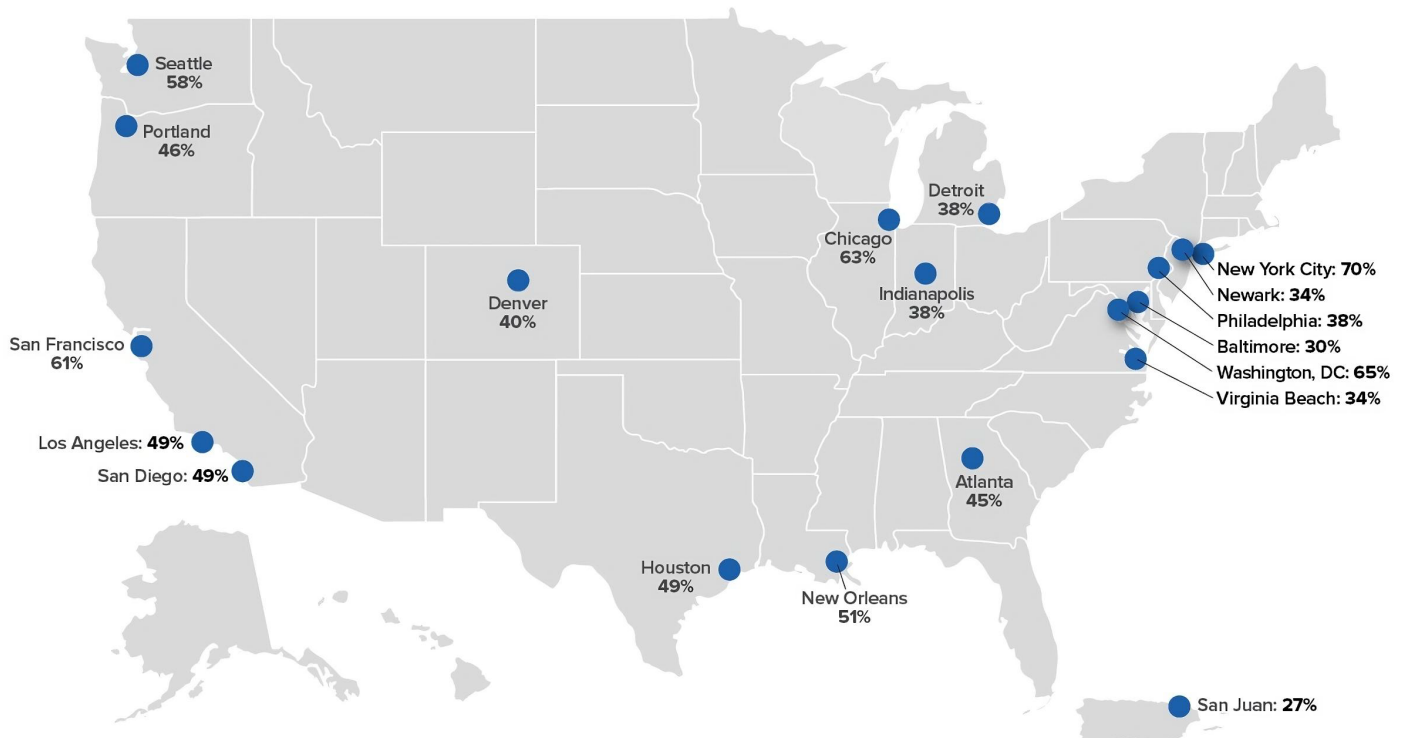 Seattle
58%
Portland
46%
Detroit
38%
Chicago
63%
New York City: 70%
Newark: 34%
Indianapolis
38%
Denver
40%
Philadelphia: 38%
Baltimore: 30%
San Francisco
61%
Washington, DC: 65%
Virginia Beach: 34%
Los Angeles: 49%
San Diego: 49%
Atlanta
45%
Houston
49%
New Orleans
51%
San Juan: 27%